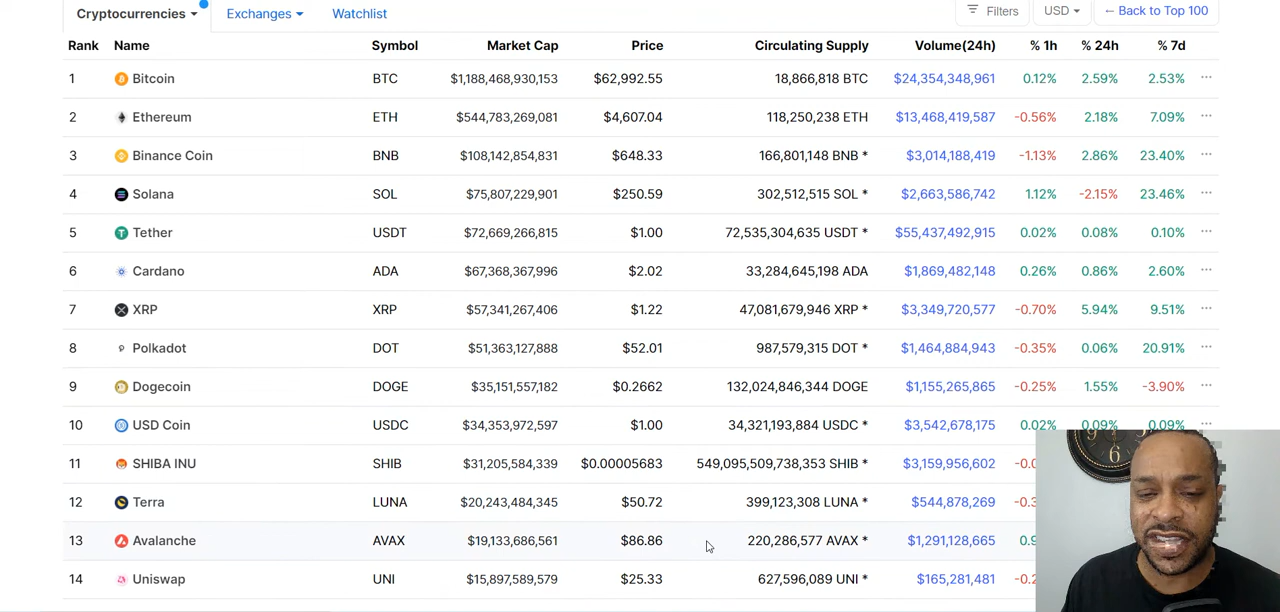 Cryptocurrencies Exchanges Watchlist Filters USD ← Back to Top 100
Rank Name Symbol Market Cap Price Circulating Supply Volume(24h) % 1h % 24h % 7d
1 Bitcoin BTC $1,188,468,930,153 $62,992.55 18,866,818 BTC $24,354,348,961 0.12% 2.59% 2.53% ...
2 Ethereum ETH $544,783,269,081 $4,607.04 118,250,238 ETH $13,468,419,587 -0.56% 2.18% 7.09% ...
3 Binance Coin BNB $108,142,854,831 $648.33 166,801,148 BNB * $3,014,188,419 -1.13% 2.86% 23.40% ...
4 Solana SOL $75,807,229,901 $250.59 302,512,515 SOL * $2,663,586,742 1.12% -2.15% 23.46% ...
5 Tether USDT $72,669,266,815 $1.00 72,535,304,635 USDT * $55,437,492,915 0.02% 0.08% 0.10% ...
6 Cardano ADA $67,368,367,996 $2.02 33,284,645,198 ADA $1,869,482,148 0.26% 0.86% 2.60% ...
7 XRP XRP $57,341,267,406 $1.22 47,081,679,946 XRP * $3,349,720,577 -0.70% 5.94% 9.51% ...
8 Polkadot DOT $51,363,127,888 $52.01 987,579,315 DOT * $1,464,884,943 -0.35% 0.06% 20.91% ...
9 Dogecoin DOGE $35,151,557,182 $0.2662 132,024,846,344 DOGE $1,155,265,865 -0.25% 1.55% -3.90% ...
10 USD Coin USDC $34,353,972,597 $1.00 34,321,193,884 USDC * $3,542,678,175 0.02% 0.09% 0.09% ...
11 SHIBA INU SHIB $31,205,584,339 $0.00005683 549,095,509,738,353 SHIB * $3,159,956,602
12 Terra LUNA $20,243,484,345 $50.72 399,123,308 LUNA * $544,878,269
13 Avalanche AVAX $19,133,686,561 $86.86 220,286,577 AVAX * $1,291,128,665
14 Uniswap UNI $15,897,589,579 $25.33 627,596,089 UNI * $165,281,481